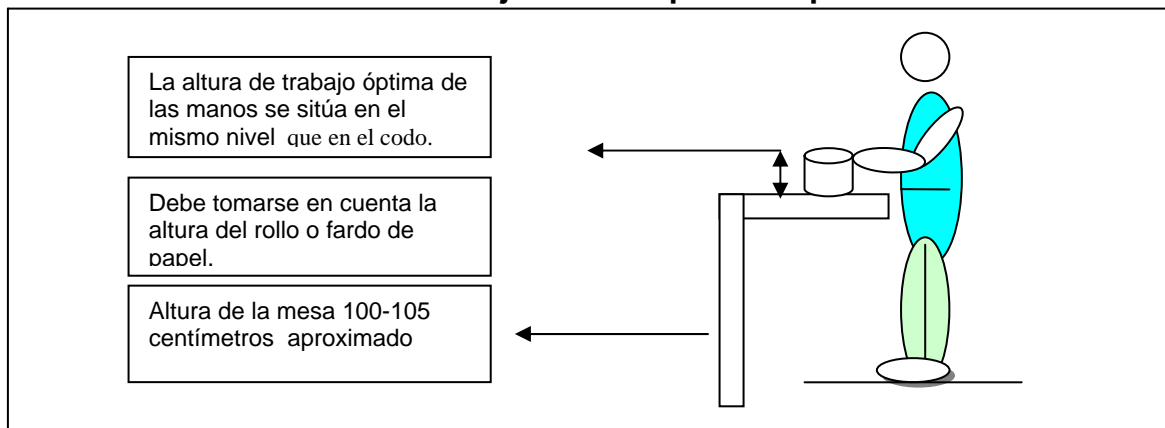 La altura de trabajo óptima de
las manos se sitúa en el
mismo nivel que en el codo.
Debe tomarse en cuenta la
altura del rollo o fardo de
papel.
Altura de la mesa 100-105
centímetros aproximado